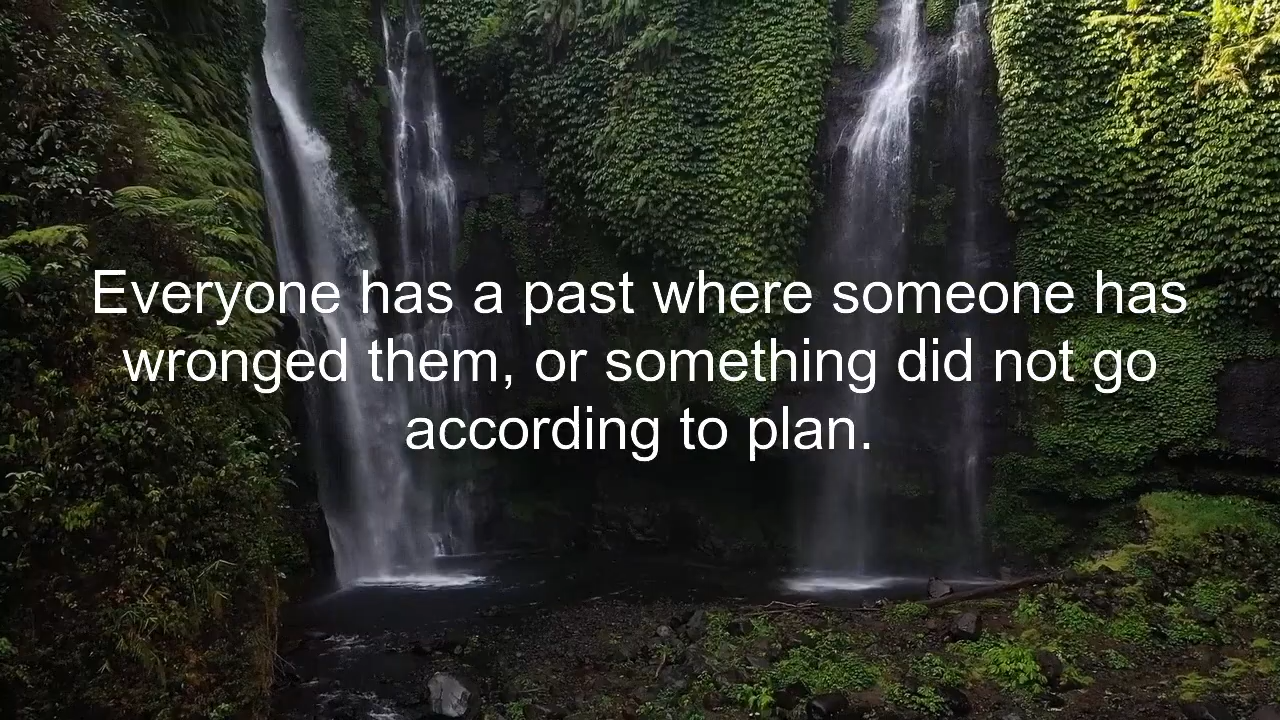 Everyone has a past where someone has
wronged them, or something did not go
according to plan.